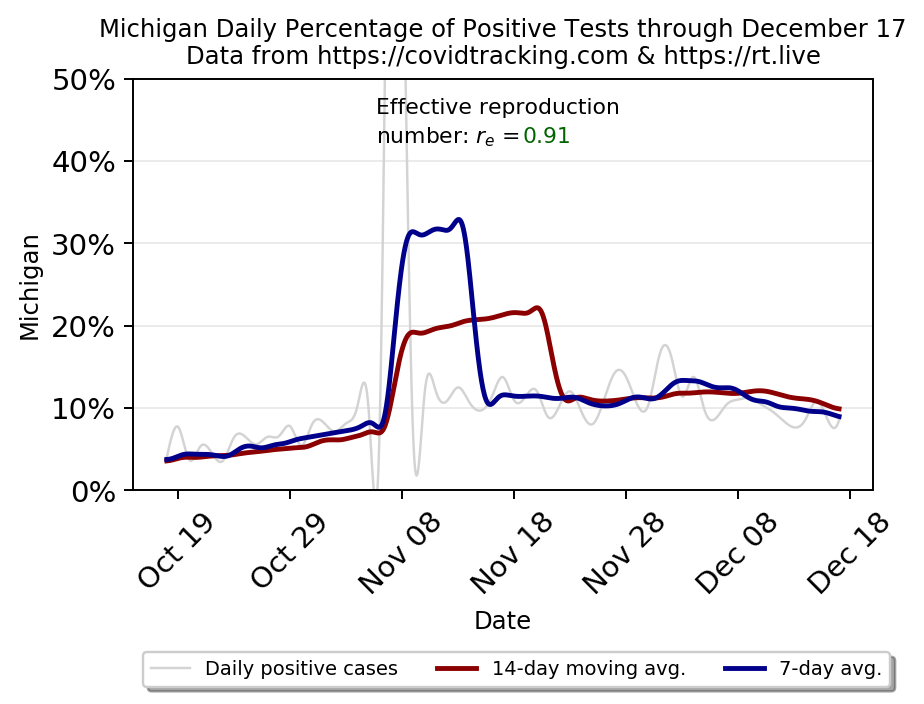 Michigan Daily Percentage of Positive Tests through December 17
Data from https://covidtracking.com & https://rt.live
50%
Effective reproduction
number: rₑ =0.91
40%
30%
20%
10%
0%
Michigan
Oct 19
Oct 29
Nov 08
Nov 18
Nov 28
Dec 08
Dec 18
Date
Daily positive cases
14-day moving avg.
7-day avg.